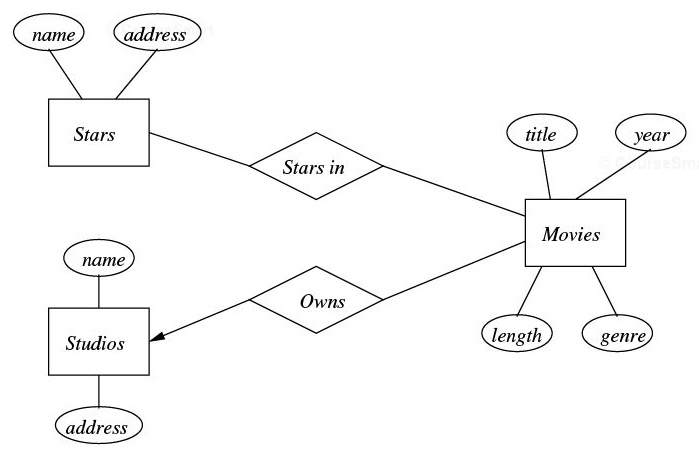 name
address
Stars
Stars in
title
year
Movies
name
Owns
Studios
length
genre
address